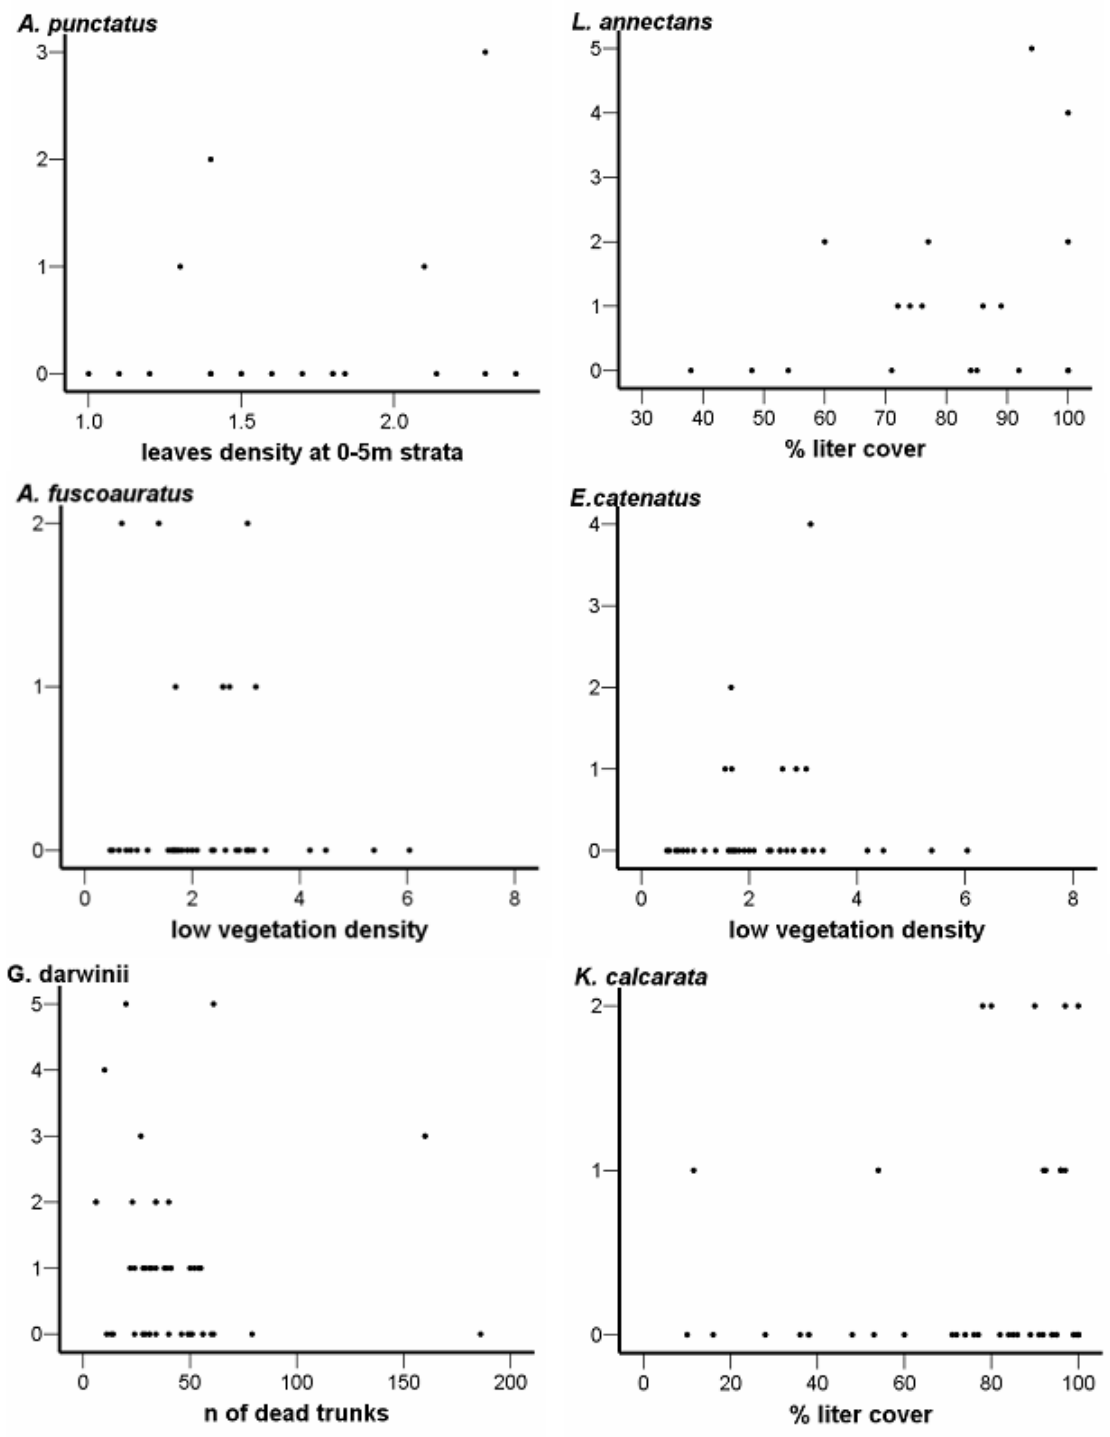 A. punctatus
3
2
1
0
1.0 1.5 2.0
leaves density at 0-5m strata
L. annectans
5
4
3
2
1
0
30 40 50 60 70 80 90 100
% liter cover
A. fuscoauratus
2
1
0
0 2 4 6 8
low vegetation density
E.catenatus
4
3
2
1
0
0 2 4 6 8
low vegetation density
G. darwinii
5
4
3
2
1
0
0 50 100 150 200
n of dead trunks
K. calcarata
2
1
0
0 20 40 60 80 100
% liter cover